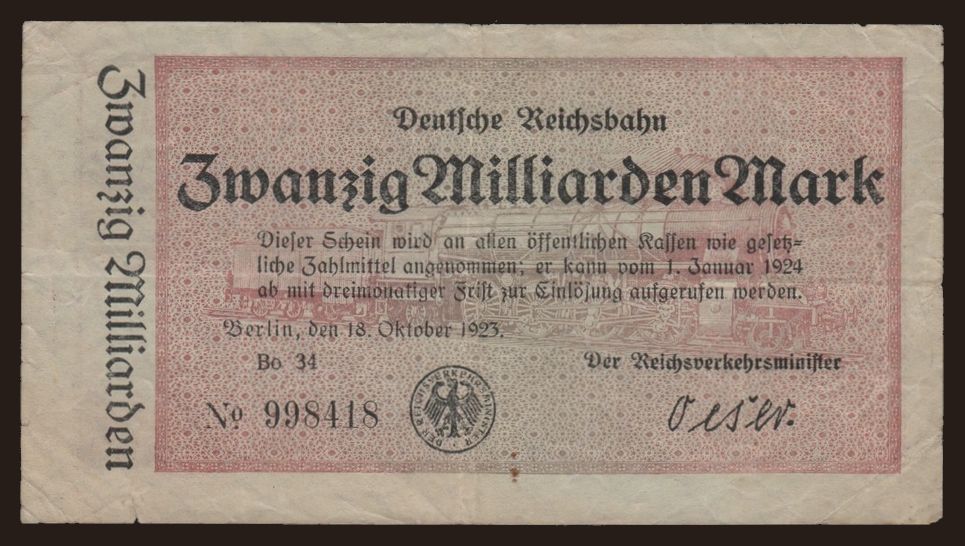 Zwanzig Milliarden
Deutsche Reichsbahn
Zwanzig Milliarden Mark
Dieser Schein wird an allen öffentlichen Kassen wie gesetz=
liche Zahlmittel angenommen; er kann vom 1. Januar 1924
ab mit dreimonatiger Frist zur Einlösung aufgerufen werden.
Berlin, den 18. Oktober 1923.
Bo 34
Der Reichsverkehrsminister
No 998418
DER REICHSVERKEHRSMINISTER
Oeser.